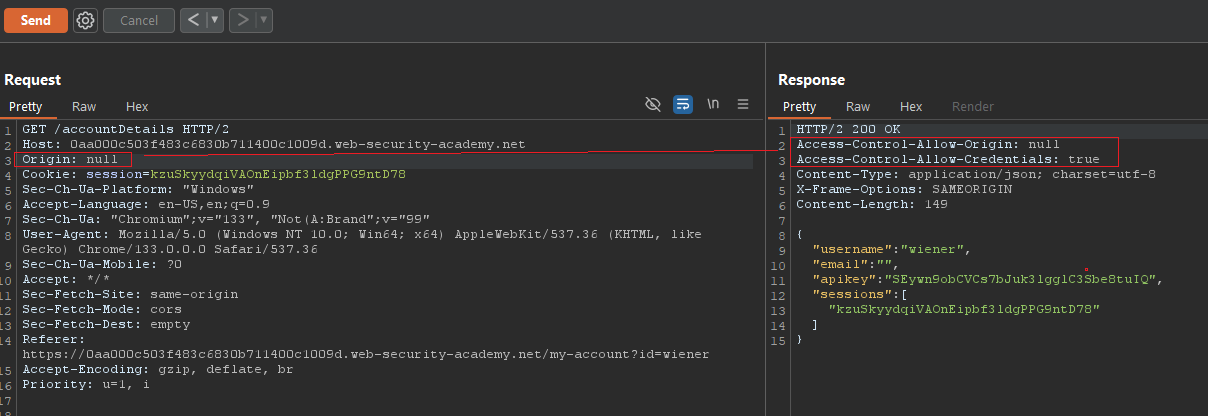 Send Cancel < | ▼ > | ▼
Request
Pretty Raw Hex \n
1 GET /accountDetails HTTP/2
2 Host: 0aa000c503f483c6830b711400c1009d.web-security-academy.net
3 Origin: null
4 Cookie: session=kzuSkyydqiVAOnEipbf3ldgPPG9ntD78
5 Sec-Ch-Ua-Platform: "Windows"
6 Accept-Language: en-US,en;q=0.9
7 Sec-Ch-Ua: "Chromium";v="133", "Not(A:Brand";v="99"
8 User-Agent: Mozilla/5.0 (Windows NT 10.0; Win64; x64) AppleWebKit/537.36 (KHTML, like
Gecko) Chrome/133.0.0.0 Safari/537.36
9 Sec-Ch-Ua-Mobile: ?0
10 Accept: */*
11 Sec-Fetch-Site: same-origin
12 Sec-Fetch-Mode: cors
13 Sec-Fetch-Dest: empty
14 Referer:
https://0aa000c503f483c6830b711400c1009d.web-security-academy.net/my-account?id=wiener
15 Accept-Encoding: gzip, deflate, br
16 Priority: u=1, i
17
18
Response
Pretty Raw Hex Render
1 HTTP/2 200 OK
2 Access-Control-Allow-Origin: null
3 Access-Control-Allow-Credentials: true
4 Content-Type: application/json; charset=utf-8
5 X-Frame-Options: SAMEORIGIN
6 Content-Length: 149
7
8 {
9 "username":"wiener",
10 "email":"",
11 "apikey":"SEywn9obCVCs7bJuk3lgglC3Sbe8tuIQ",
12 "sessions":[
13 "kzuSkyydqiVAOnEipbf3ldgPPG9ntD78"
14 ]
15 }